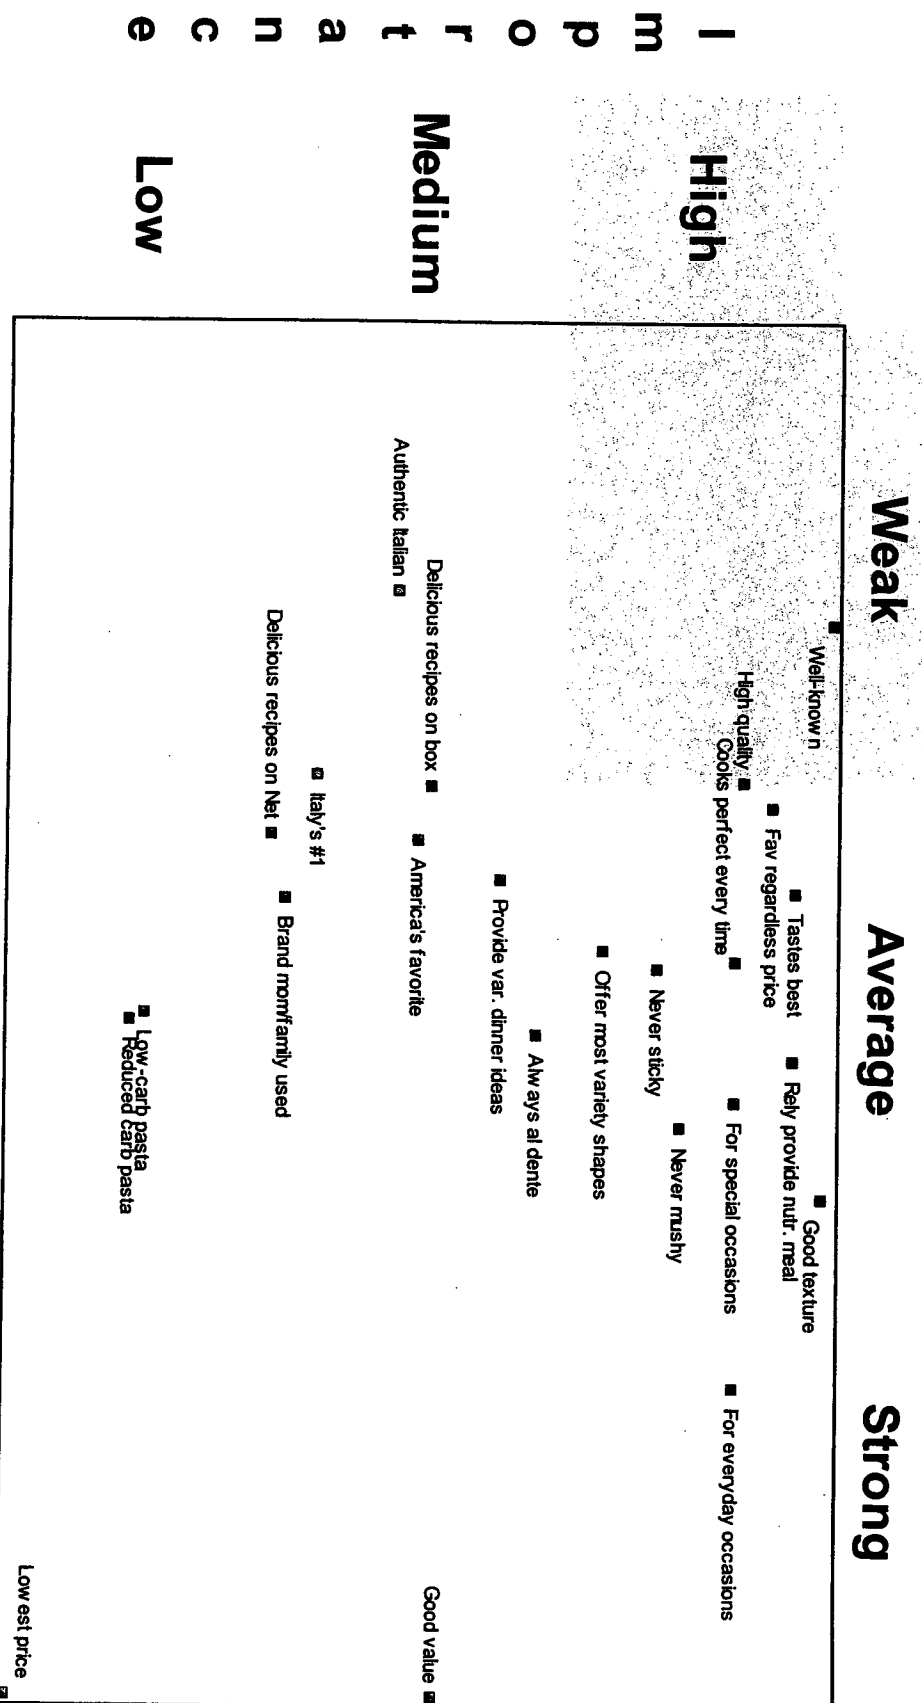 Weak Average Strong
Importance
High
Medium
Low
Well-known
Good texture
Tastes best
Rely provide nutr. meal
Fav regardless price
High quality
Cooks perfect every time
For special occasions
For everyday occasions
Never mushy
Never sticky
Offer most variety shapes
Always al dente
Provide var. dinner ideas
Delicious recipes on box
Good value
America's favorite
Authentic Italian
Italy's #1
Brand mom/family used
Delicious recipes on Net
Low-carb pasta
Reduced carb pasta
Lowest price